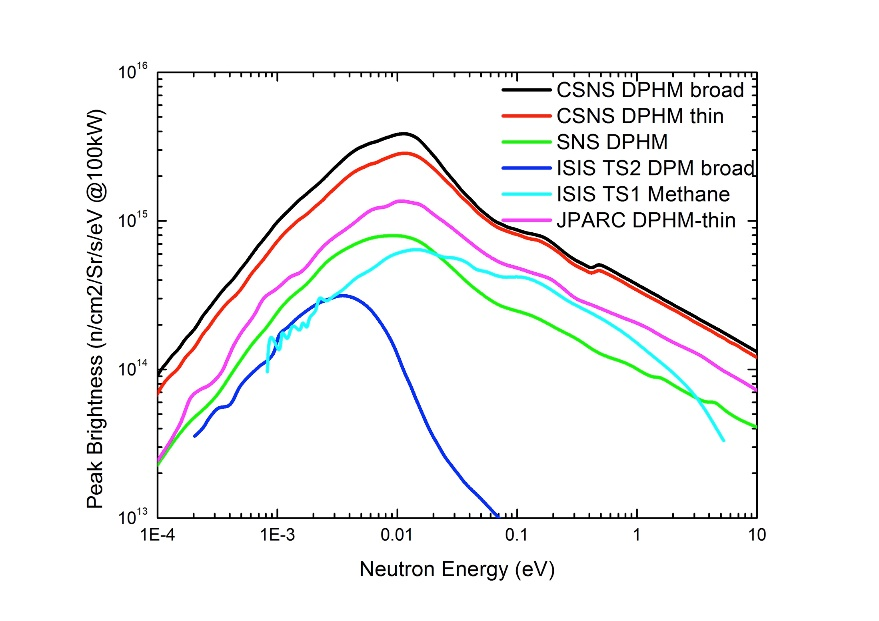 10^16
10^15
10^14
10^13
Peak Brightness (n/cm2/Sr/s/eV @100kW)
CSNS DPHM broad
CSNS DPHM thin
SNS DPHM
ISIS TS2 DPM broad
ISIS TS1 Methane
JPARC DPHM-thin
1E-4 1E-3 0.01 0.1 1 10
Neutron Energy (eV)